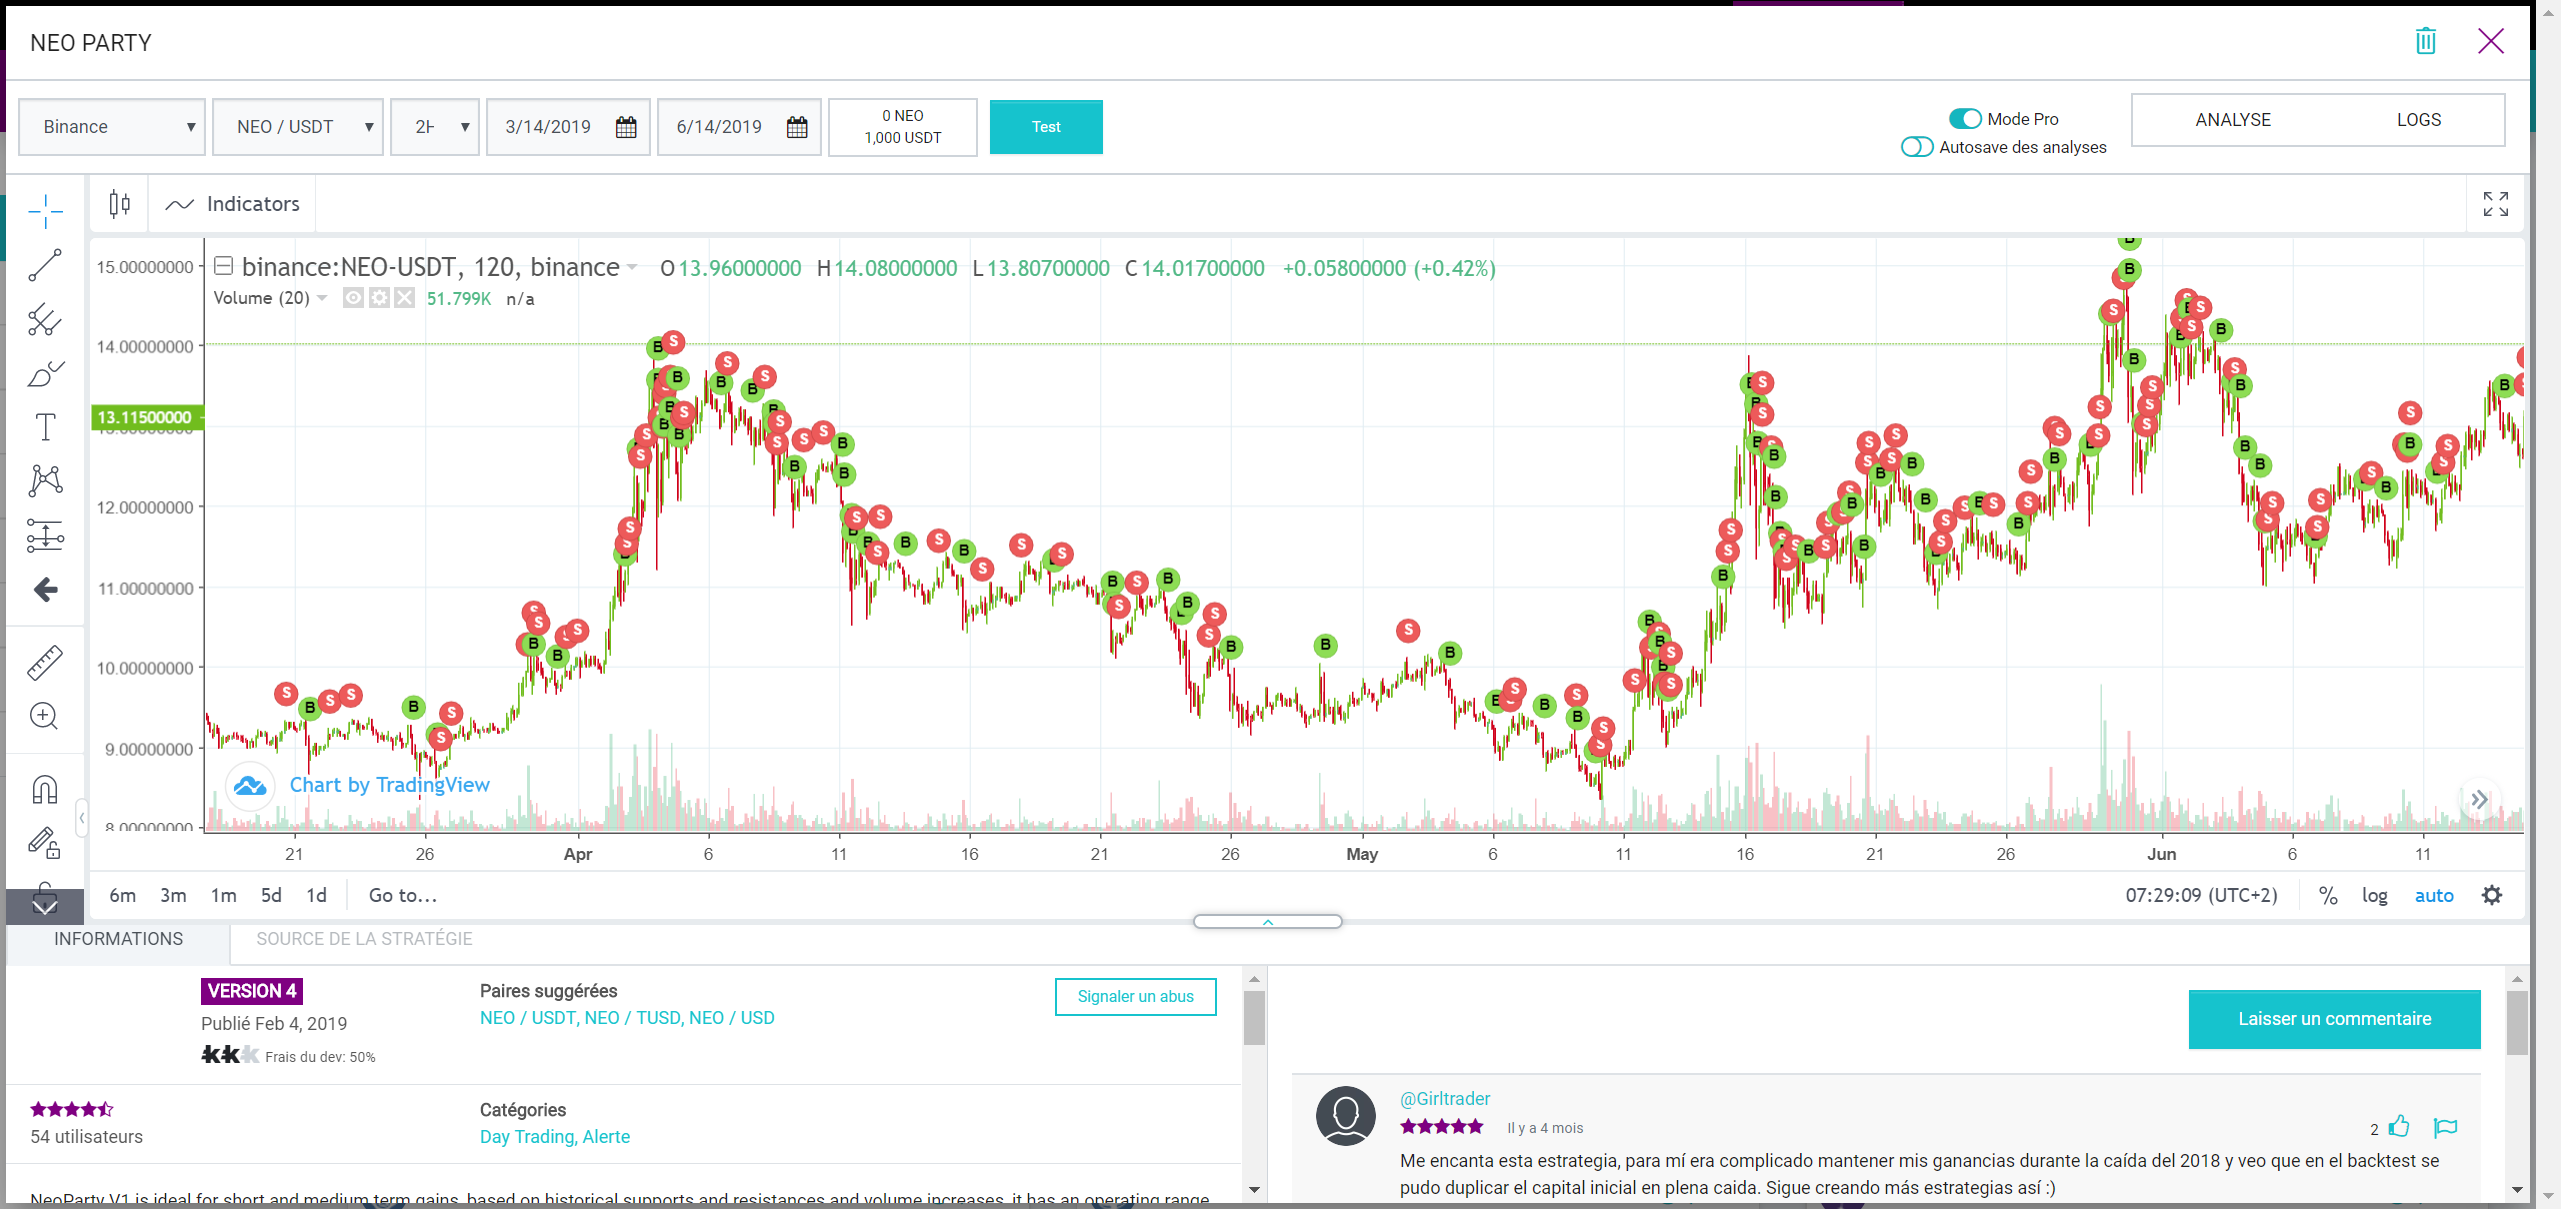 NEO PARTY
Binance
NEO / USDT
2H
3/14/2019
6/14/2019
0 NEO
1,000 USDT
Test
Mode Pro
Autosave des analyses
ANALYSE
LOGS
Indicators
binance:NEO-USDT, 120, binance
O 13.96000000 H 14.08000000 L 13.80700000 C 14.01700000 +0.05800000 (+0.42%)
Volume (20) 51.799K n/a
15.00000000
14.00000000
13.11500000
12.00000000
11.00000000
10.00000000
9.00000000
8.00000000
Chart by TradingView
21 26 Apr 6 11 16 21 26 May 6 11 16 21 26 Jun 6 11
6m 3m 1m 5d 1d Go to...
07:29:09 (UTC+2) % log auto
INFORMATIONS
SOURCE DE LA STRATÉGIE
VERSION 4
Publié Feb 4, 2019
Frais du dev: 50%
Paires suggérées
NEO / USDT, NEO / TUSD, NEO / USD
Signaler un abus
54 utilisateurs
Catégories
Day Trading, Alerte
NeoParty V1 is ideal for short and medium term gains, based on historical supports and resistances and volume increases, it has an operating range
Laisser un commentaire
@Girltrader
Il y a 4 mois
2
Me encanta esta estrategia, para mí era complicado mantener mis ganancias durante la caída del 2018 y veo que en el backtest se
pudo duplicar el capital inicial en plena caida. Sigue creando más estrategias así :)